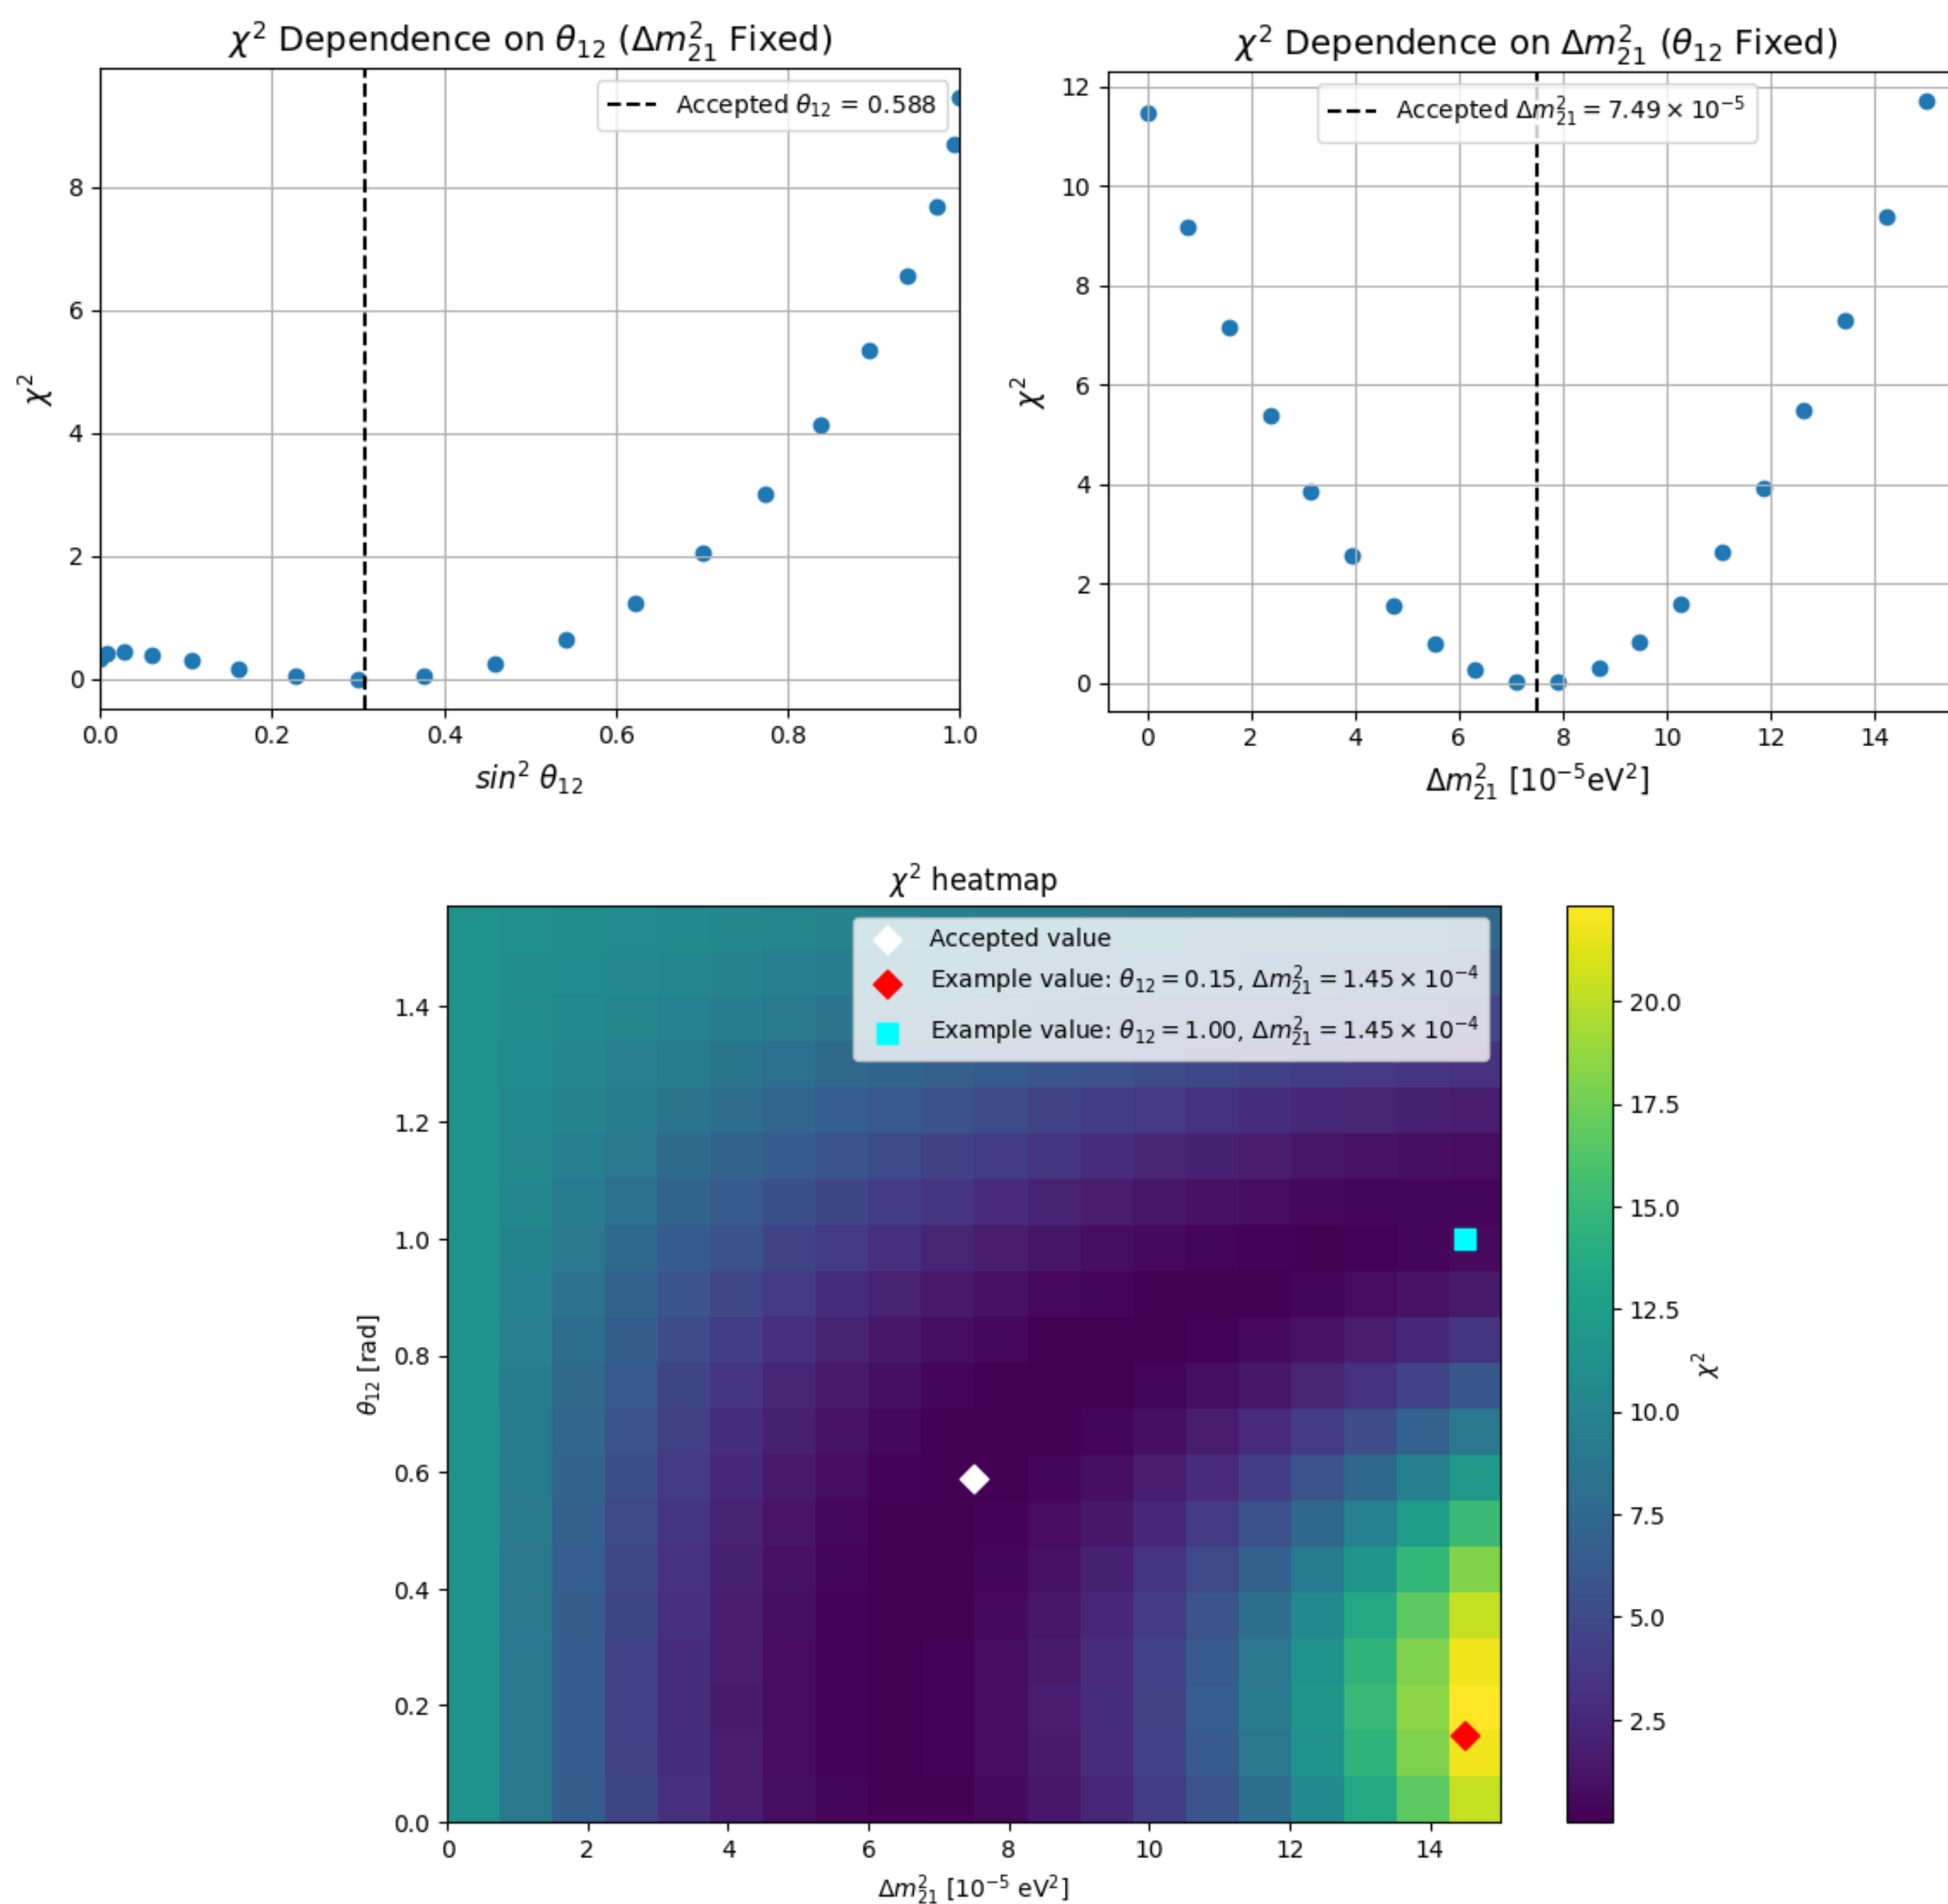 χ² Dependence on θ₁₂ (Δm²₂₁ Fixed)
Accepted θ₁₂ = 0.588
χ²
8
6
4
2
0
0.0 0.2 0.4 0.6 0.8 1.0
sin² θ₁₂
χ² Dependence on Δm²₂₁ (θ₁₂ Fixed)
Accepted Δm²₂₁ = 7.49 × 10⁻⁵
χ²
12
10
8
6
4
2
0
0 2 4 6 8 10 12 14
Δm²₂₁ [10⁻⁵eV²]
χ² heatmap
Accepted value
Example value: θ₁₂ = 0.15, Δm²₂₁ = 1.45 × 10⁻⁴
Example value: θ₁₂ = 1.00, Δm²₂₁ = 1.45 × 10⁻⁴
θ₁₂ [rad]
1.4
1.2
1.0
0.8
0.6
0.4
0.2
0.0
0 2 4 6 8 10 12 14
Δm²₂₁ [10⁻⁵ eV²]
20.0
17.5
15.0
12.5
10.0
7.5
5.0
2.5
χ²